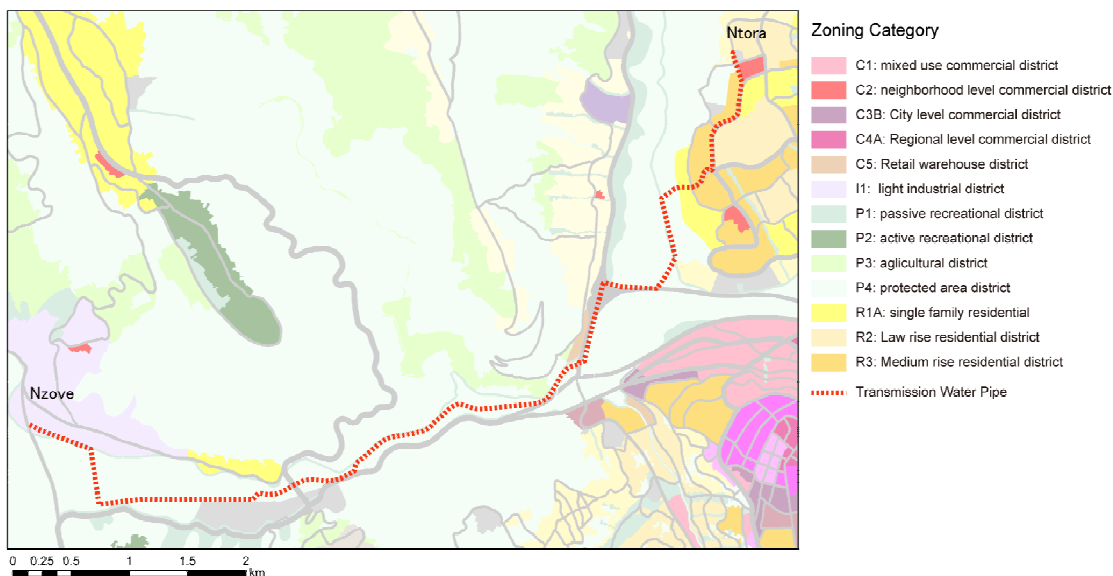 Ntora
Nzove
Zoning Category
C1: mixed use commercial district
C2: neighborhood level commercial district
C3B: City level commercial district
C4A: Regional level commercial district
C5: Retail warehouse district
I1: light industrial district
P1: passive recreational district
P2: active recreational district
P3: aglicultural district
P4: protected area district
R1A: single family residential
R2: Law rise residential district
R3: Medium rise residential district
Transmission Water Pipe
0 0.25 0.5 1 1.5 2
km